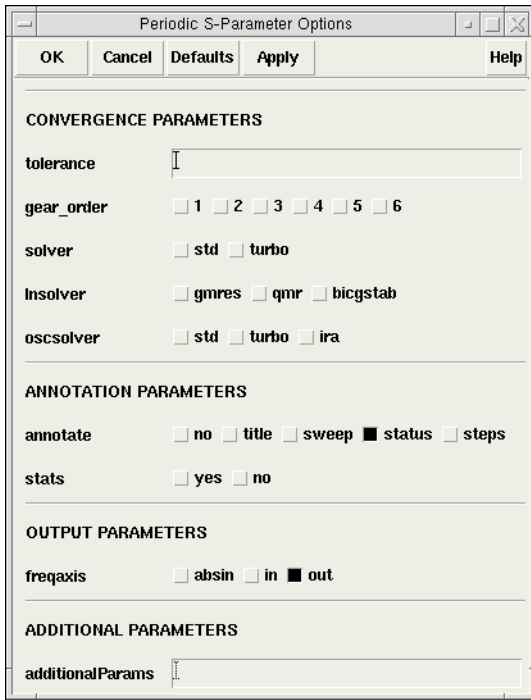 Periodic S-Parameter Options
OK Cancel Defaults Apply Help
CONVERGENCE PARAMETERS
tolerance
gear_order 1 2 3 4 5 6
solver std turbo
lnsolver gmres qmr bicgstab
oscsolver std turbo ira
ANNOTATION PARAMETERS
annotate no title sweep status steps
stats yes no
OUTPUT PARAMETERS
freqaxis absin in out
ADDITIONAL PARAMETERS
additionalParams